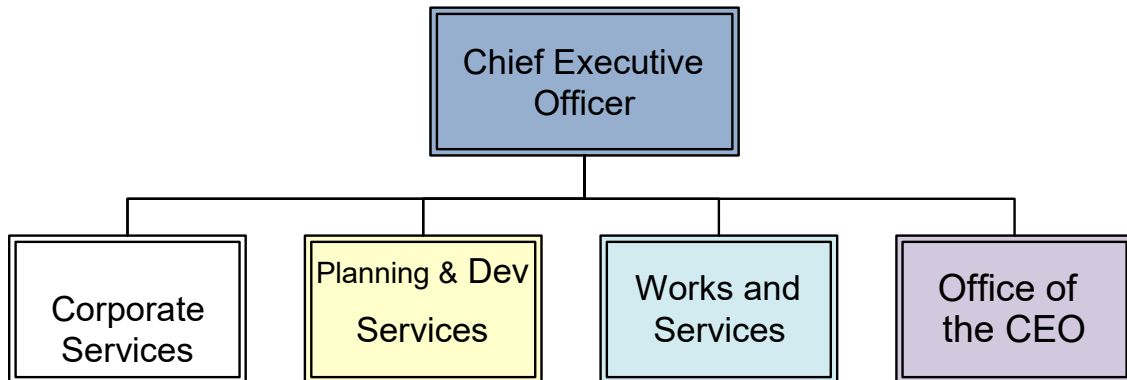 Chief Executive
Officer
Corporate
Services
Planning & Dev
Services
Works and
Services
Office of
the CEO